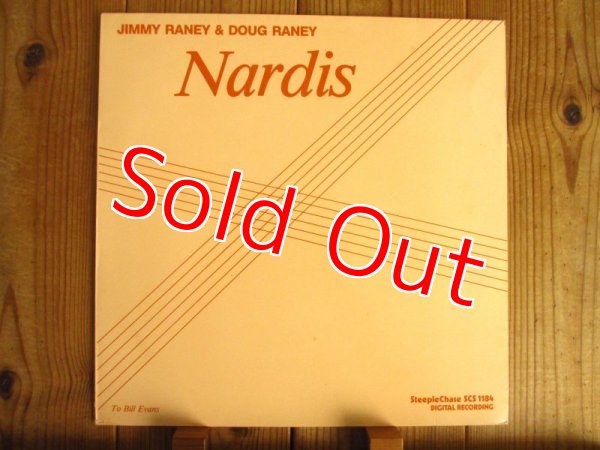 JIMMY RANEY & DOUG RANEY
Nardis
Sold Out
To Bill Evans
SteepleChase SCS 1184
DIGITAL RECORDING